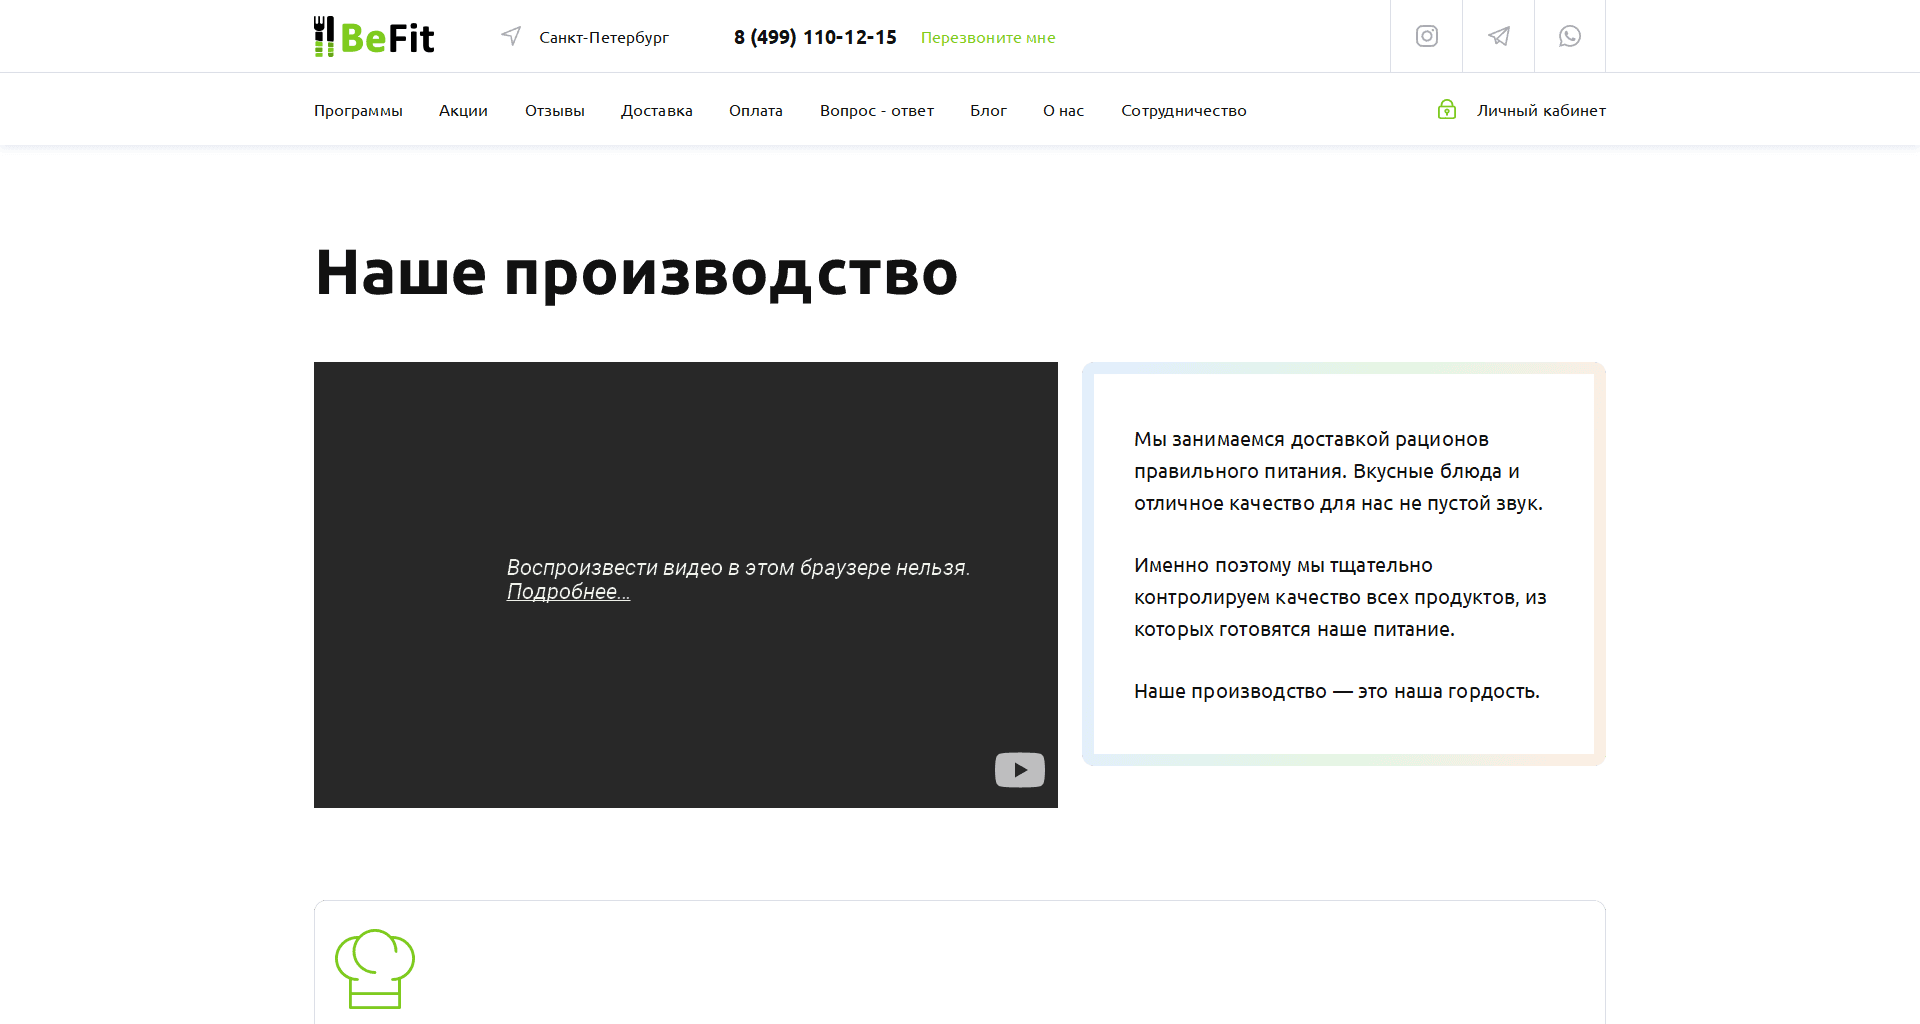 BeFit
Санкт-Петербург
8 (499) 110-12-15
Перезвоните мне
Программы
Акции
Отзывы
Доставка
Оплата
Вопрос - ответ
Блог
О нас
Сотрудничество
Личный кабинет
Наше производство
Воспроизвести видео в этом браузере нельзя.
Подробнее...
Мы занимаемся доставкой рационов
правильного питания. Вкусные блюда и
отличное качество для нас не пустой звук.
Именно поэтому мы тщательно
контролируем качество всех продуктов, из
которых готовятся наше питание.
Наше производство — это наша гордость.